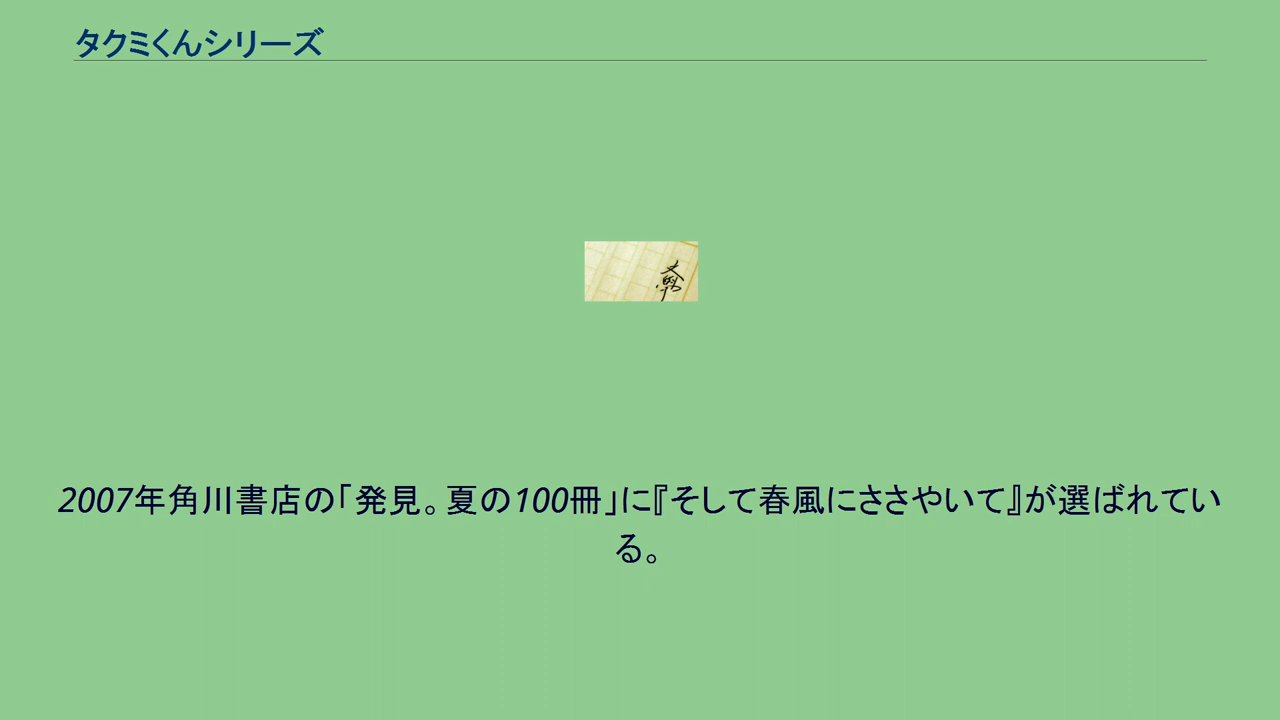 タクミくんシリーズ
2007年角川書店の「発見。夏の100冊」に『そして春風にささやいて』が選ばれてい
る。